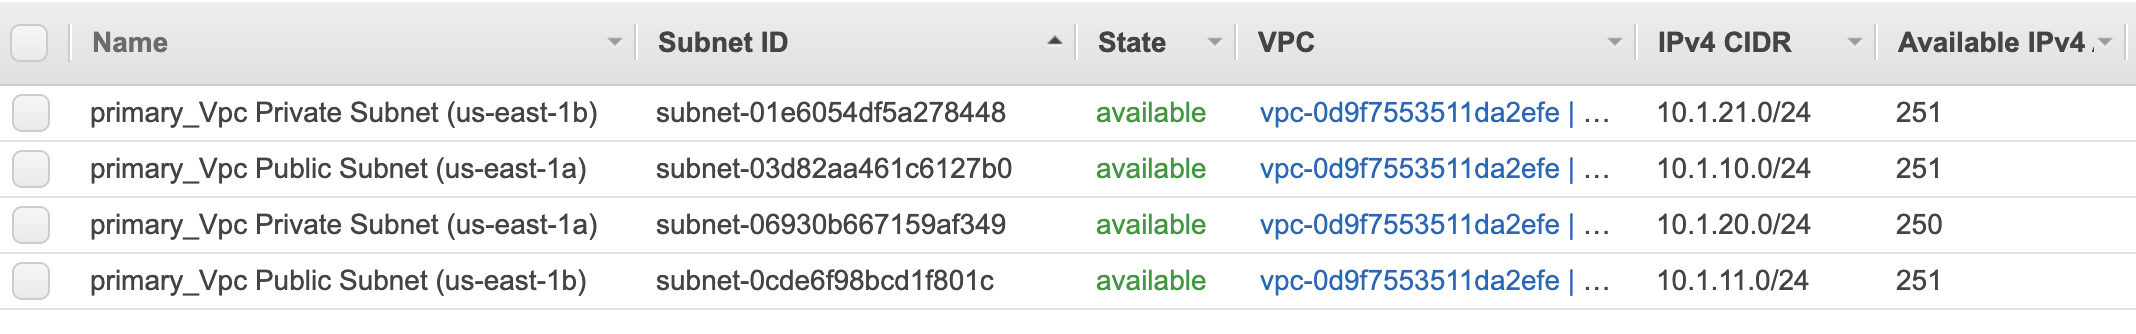 Name Subnet ID State VPC IPv4 CIDR Available IPv4
primary_Vpc Private Subnet (us-east-1b) subnet-01e6054df5a278448 available vpc-0d9f7553511da2efe | ... 10.1.21.0/24 251
primary_Vpc Public Subnet (us-east-1a) subnet-03d82aa461c6127b0 available vpc-0d9f7553511da2efe | ... 10.1.10.0/24 251
primary_Vpc Private Subnet (us-east-1a) subnet-06930b667159af349 available vpc-0d9f7553511da2efe | ... 10.1.20.0/24 250
primary_Vpc Public Subnet (us-east-1b) subnet-0cde6f98bcd1f801c available vpc-0d9f7553511da2efe | ... 10.1.11.0/24 251